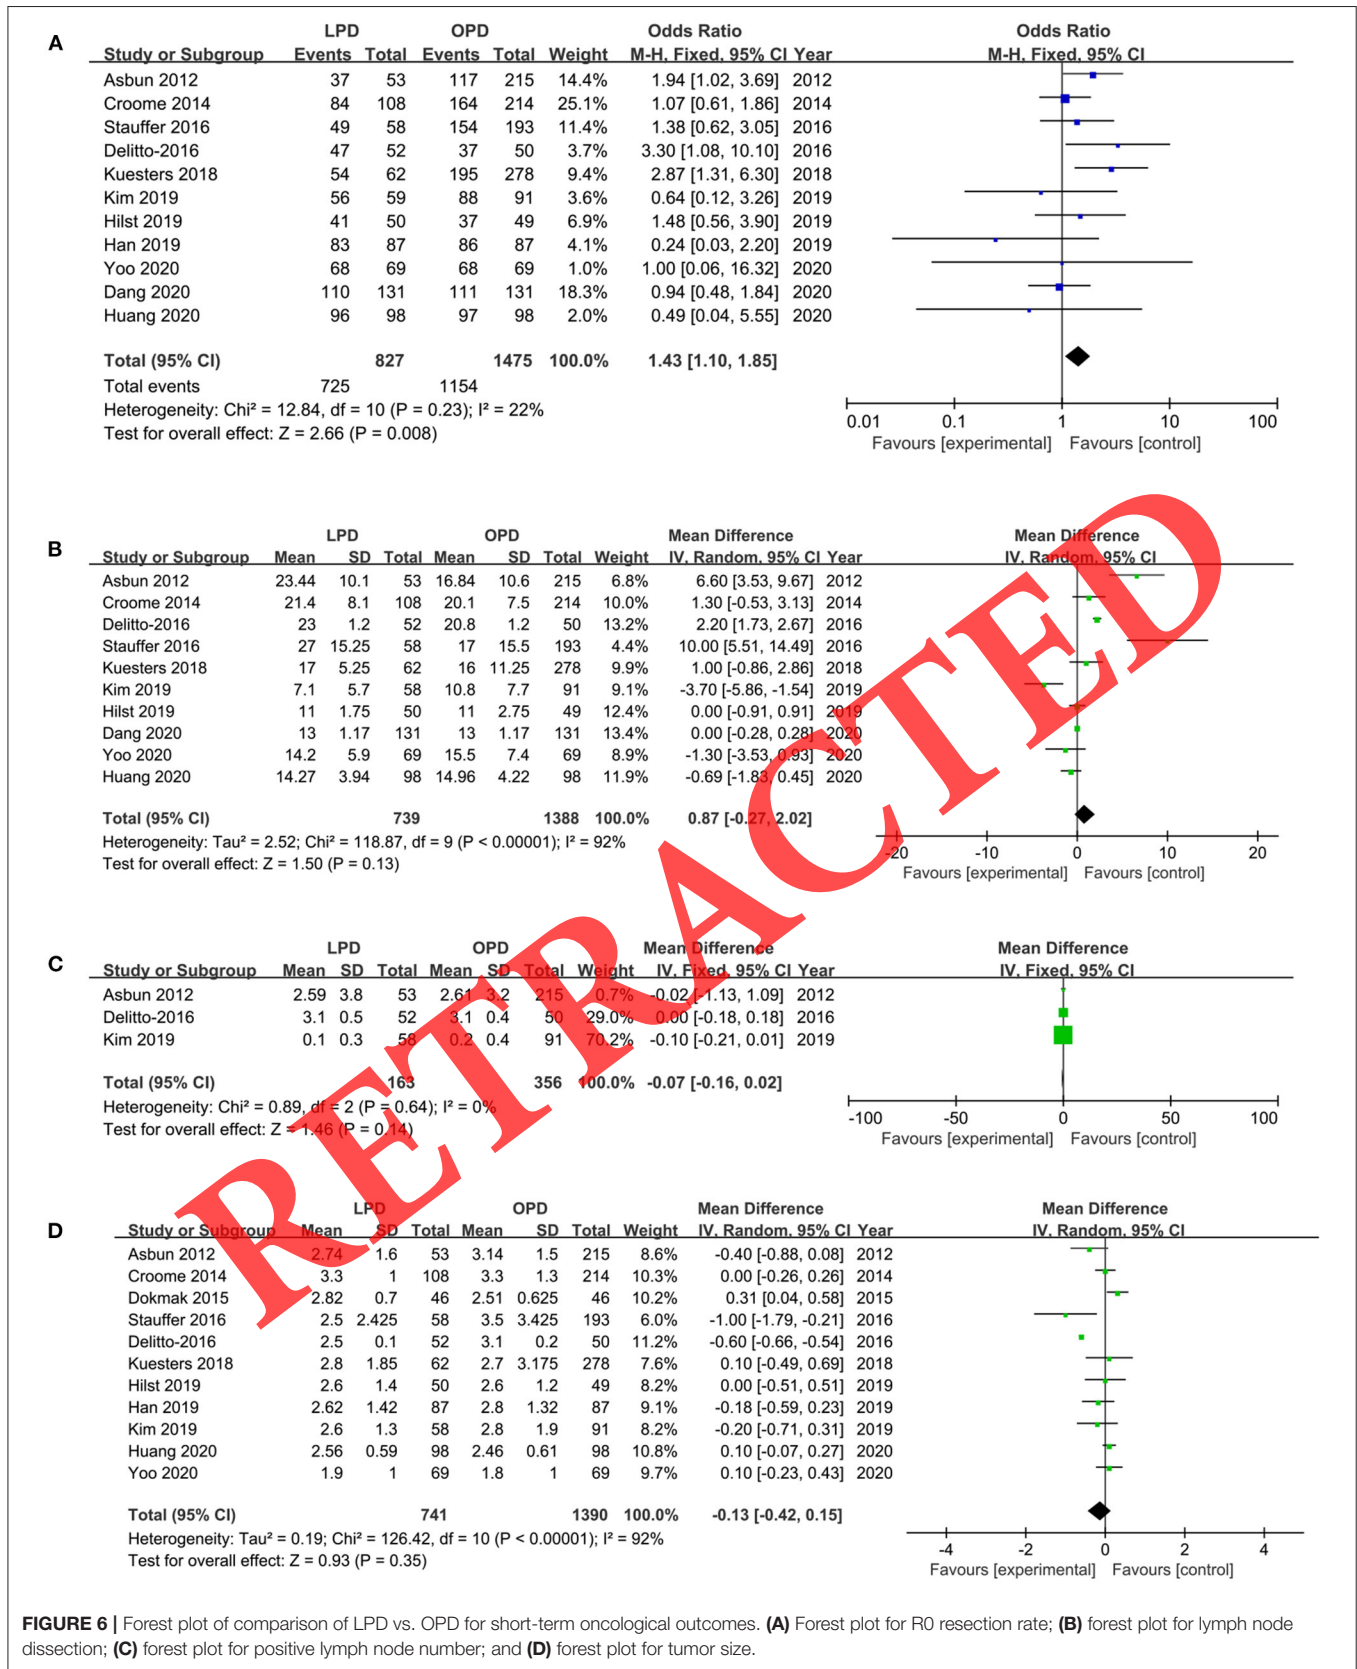 A
LPD OPD Odds Ratio Odds Ratio
Study or Subgroup Events Total Events Total Weight M-H, Fixed, 95% CI Year M-H, Fixed, 95% CI
Asbun 2012 37 53 117 215 14.4% 1.94 [1.02, 3.69] 2012
Croome 2014 84 108 164 214 25.1% 1.07 [0.61, 1.86] 2014
Stauffer 2016 49 58 154 193 11.4% 1.38 [0.62, 3.05] 2016
Delitto-2016 47 52 37 50 3.7% 3.30 [1.08, 10.10] 2016
Kuesters 2018 54 62 195 278 9.4% 2.87 [1.31, 6.30] 2018
Kim 2019 56 59 88 91 3.6% 0.64 [0.12, 3.26] 2019
Hilst 2019 41 50 37 49 6.9% 1.48 [0.56, 3.90] 2019
Han 2019 83 87 86 87 4.1% 0.24 [0.03, 2.20] 2019
Yoo 2020 68 69 68 69 1.0% 1.00 [0.06, 16.32] 2020
Dang 2020 110 131 111 131 18.3% 0.94 [0.48, 1.84] 2020
Huang 2020 96 98 97 98 2.0% 0.49 [0.04, 5.55] 2020
Total (95% CI) 827 1475 100.0% 1.43 [1.10, 1.85]
Total events 725 1154
Heterogeneity: Chi² = 12.84, df = 10 (P = 0.23); I² = 22%
Test for overall effect: Z = 2.66 (P = 0.008)
0.01 0.1 1 10 100
Favours [experimental] Favours [control]
B
LPD OPD Mean Difference Mean Difference
Study or Subgroup Mean SD Total Mean SD Total Weight IV, Random, 95% CI Year IV, Random, 95% CI
Asbun 2012 23.44 10.1 53 16.84 10.6 215 6.8% 6.60 [3.53, 9.67] 2012
Croome 2014 21.4 8.1 108 20.1 7.5 214 10.0% 1.30 [-0.53, 3.13] 2014
Delitto-2016 23 1.2 52 20.8 1.2 50 13.2% 2.20 [1.73, 2.67] 2016
Stauffer 2016 27 15.25 58 17 15.5 193 4.4% 10.00 [5.51, 14.49] 2016
Kuesters 2018 17 5.25 62 16 11.25 278 9.9% 1.00 [-0.86, 2.86] 2018
Kim 2019 7.1 5.7 58 10.8 7.7 91 9.1% -3.70 [-5.86, -1.54] 2019
Hilst 2019 11 1.75 50 11 2.75 49 12.4% 0.00 [-0.91, 0.91] 2019
Dang 2020 13 1.17 131 13 1.17 131 13.4% 0.00 [-0.28, 0.28] 2020
Yoo 2020 14.2 5.9 69 15.5 7.4 69 8.9% -1.30 [-3.53, 0.93] 2020
Huang 2020 14.27 3.94 98 14.96 4.22 98 11.9% -0.69 [-1.83, 0.45] 2020
Total (95% CI) 739 1388 100.0% 0.87 [-0.27, 2.02]
Heterogeneity: Tau² = 2.52; Chi² = 118.87, df = 9 (P < 0.00001); I² = 92%
Test for overall effect: Z = 1.50 (P = 0.13)
-20 -10 0 10 20
Favours [experimental] Favours [control]
C
LPD OPD Mean Difference Mean Difference
Study or Subgroup Mean SD Total Mean SD Total Weight IV, Fixed, 95% CI Year IV, Fixed, 95% CI
Asbun 2012 2.59 3.8 53 2.61 3.2 215 0.7% -0.02 [-1.13, 1.09] 2012
Delitto-2016 3.1 0.5 52 3.1 0.4 50 29.0% 0.00 [-0.18, 0.18] 2016
Kim 2019 0.1 0.3 58 0.2 0.4 91 70.2% -0.10 [-0.21, 0.01] 2019
Total (95% CI) 163 356 100.0% -0.07 [-0.16, 0.02]
Heterogeneity: Chi² = 0.89, df = 2 (P = 0.64); I² = 0%
Test for overall effect: Z = 1.46 (P = 0.14)
-100 -50 0 50 100
Favours [experimental] Favours [control]
D
LPD OPD Mean Difference Mean Difference
Study or Subgroup Mean SD Total Mean SD Total Weight IV, Random, 95% CI Year IV, Random, 95% CI
Asbun 2012 2.74 1.6 53 3.14 1.5 215 8.6% -0.40 [-0.88, 0.08] 2012
Croome 2014 3.3 1 108 3.3 1.3 214 10.3% 0.00 [-0.26, 0.26] 2014
Dokmak 2015 2.82 0.7 46 2.51 0.625 46 10.2% 0.31 [0.04, 0.58] 2015
Stauffer 2016 2.5 2.425 58 3.5 3.425 193 6.0% -1.00 [-1.79, -0.21] 2016
Delitto-2016 2.5 0.1 52 3.1 0.2 50 11.2% -0.60 [-0.66, -0.54] 2016
Kuesters 2018 2.8 1.85 62 2.7 3.175 278 7.6% 0.10 [-0.49, 0.69] 2018
Hilst 2019 2.6 1.4 50 2.6 1.2 49 8.2% 0.00 [-0.51, 0.51] 2019
Han 2019 2.62 1.42 87 2.8 1.32 87 9.1% -0.18 [-0.59, 0.23] 2019
Kim 2019 2.6 1.3 58 2.8 1.9 91 8.2% -0.20 [-0.71, 0.31] 2019
Huang 2020 2.56 0.59 98 2.46 0.61 98 10.8% 0.10 [-0.07, 0.27] 2020
Yoo 2020 1.9 1 69 1.8 1 69 9.7% 0.10 [-0.23, 0.43] 2020
Total (95% CI) 741 1390 100.0% -0.13 [-0.42, 0.15]
Heterogeneity: Tau² = 0.19; Chi² = 126.42, df = 10 (P < 0.00001); I² = 92%
Test for overall effect: Z = 0.93 (P = 0.35)
-4 -2 0 2 4
Favours [experimental] Favours [control]
RETRACTED
FIGURE 6 | Forest plot of comparison of LPD vs. OPD for short-term oncological outcomes. (A) Forest plot for R0 resection rate; (B) forest plot for lymph node
dissection; (C) forest plot for positive lymph node number; and (D) forest plot for tumor size.